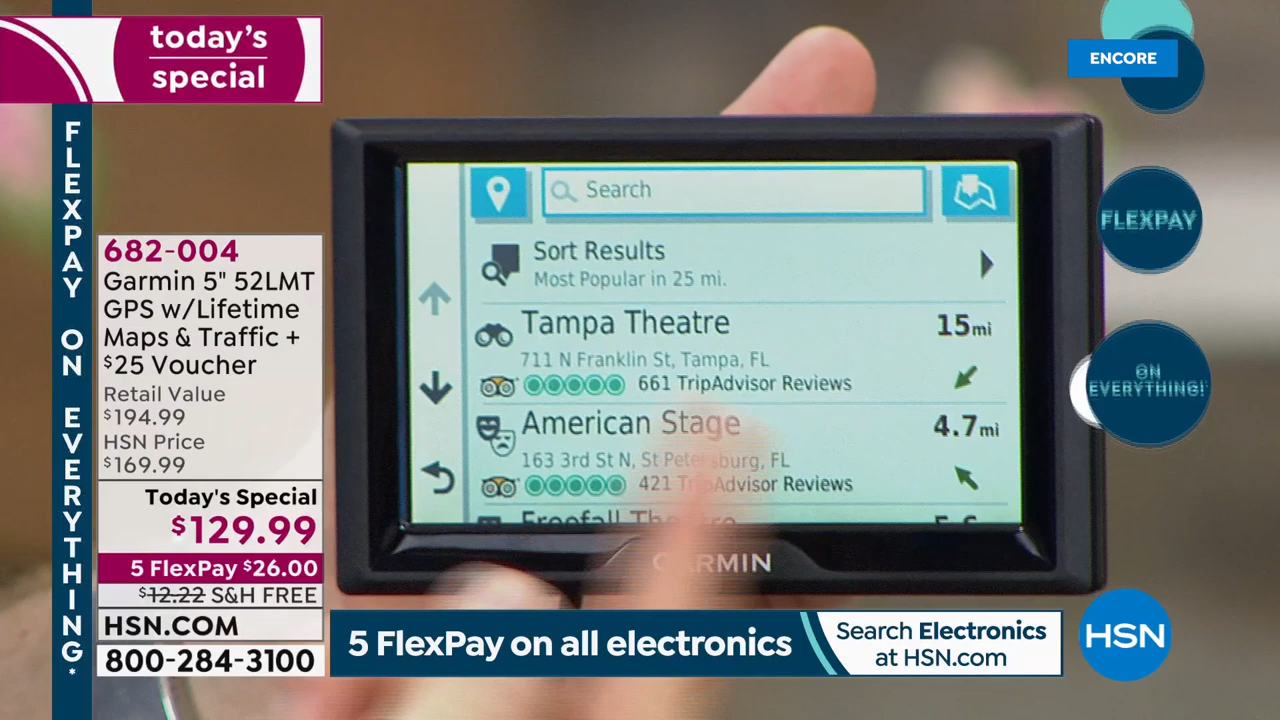 today's
special
FLEXPAY ON EVERYTHING!*
682-004
Garmin 5" 52LMT
GPS w/Lifetime
Maps & Traffic +
$25 Voucher
Retail Value
$194.99
HSN Price
$169.99
Today's Special
$129.99
5 FlexPay $26.00
$12.22 S&H FREE
HSN.COM
800-284-3100
Search
Sort Results
Most Popular in 25 mi.
Tampa Theatre
15mi
711 N Franklin St, Tampa, FL
661 TripAdvisor Reviews
American Stage
4.7mi
163 3rd St N, St Petersburg, FL
421 TripAdvisor Reviews
Freefall Theatre
GARMIN
ENCORE
FLEXPAY
ON
EVERYTHING!*
5 FlexPay on all electronics
Search Electronics
at HSN.com
HSN